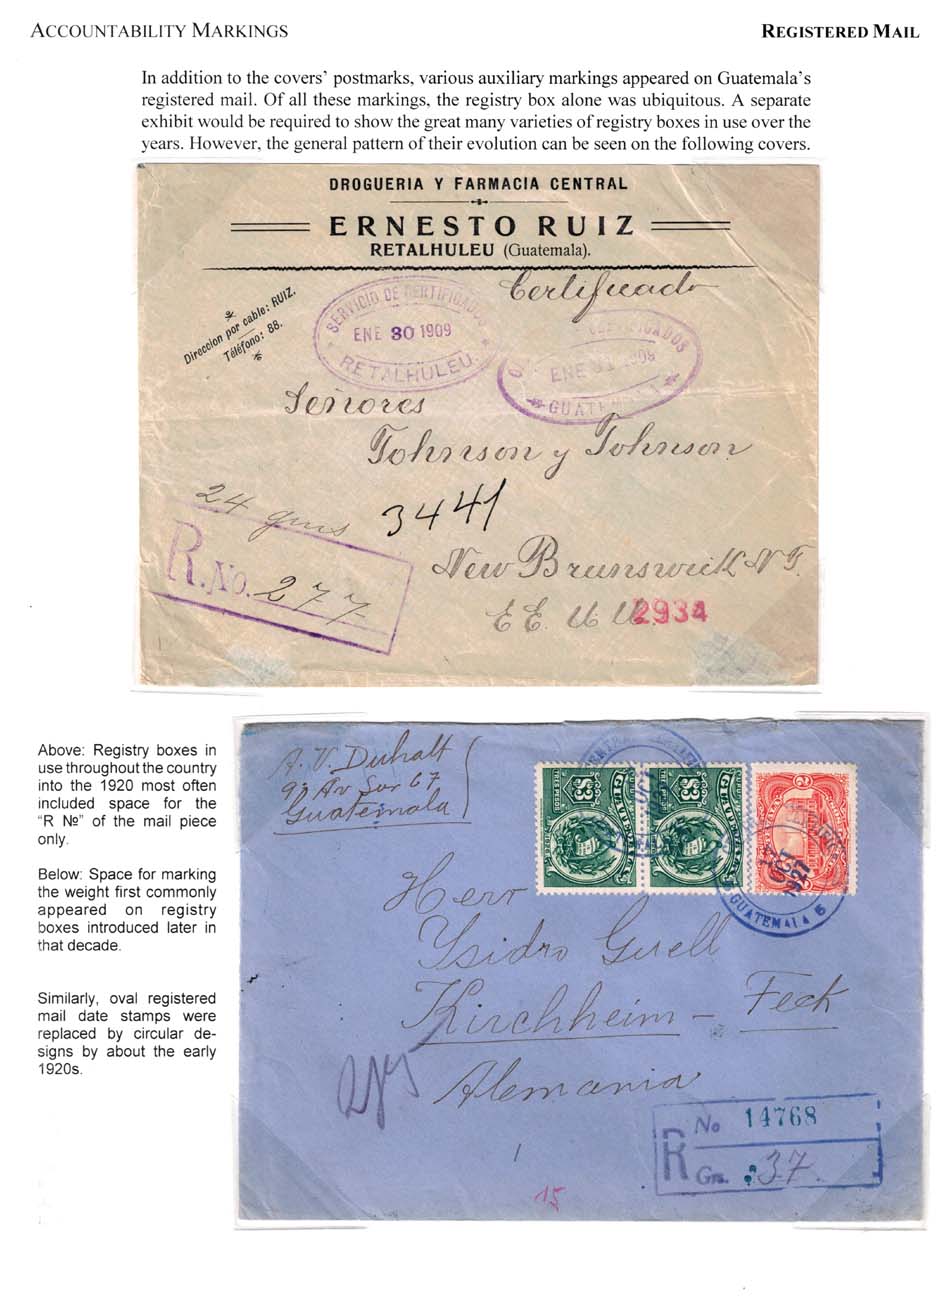 ACCOUNTABILITY MARKINGS
REGISTERED MAIL
In addition to the covers' postmarks, various auxiliary markings appeared on Guatemala's
registered mail. Of all these markings, the registry box alone was ubiquitous. A separate
exhibit would be required to show the great many varieties of registry boxes in use over the
years. However, the general pattern of their evolution can be seen on the following covers.
DROGUERIA Y FARMACIA CENTRAL
ERNESTO RUIZ
RETALHULEU (Guatemala).
Direccion por cable: RUIZ.
Teléfono: 88.
Certificado
SERVICIO DE CERTIFICADOS
ENE 30 1909
RETALHULEU.
CERTIFICADOS
ENE 31 1909
GUATEMALA
Señores
Johnson y Johnson
24 gms
3441
R. No. 277
New Brunswick N J.
E E. U U.
2934
Above: Registry boxes in
use throughout the country
into the 1920 most often
included space for the
“R №” of the mail piece
only.
Below: Space for marking
the weight first commonly
appeared on registry
boxes introduced later in
that decade.
Similarly, oval registered
mail date stamps were
replaced by circular de-
signs by about the early
1920s.
A. V. Duhalt
9ª Av Sur 67
Guatemala
GUATEMALA 5
OCT
1927
Herr
Ysidro Guell
Kirchheim - Teck
Alemania
R
No 14768
Grs. 37.
15